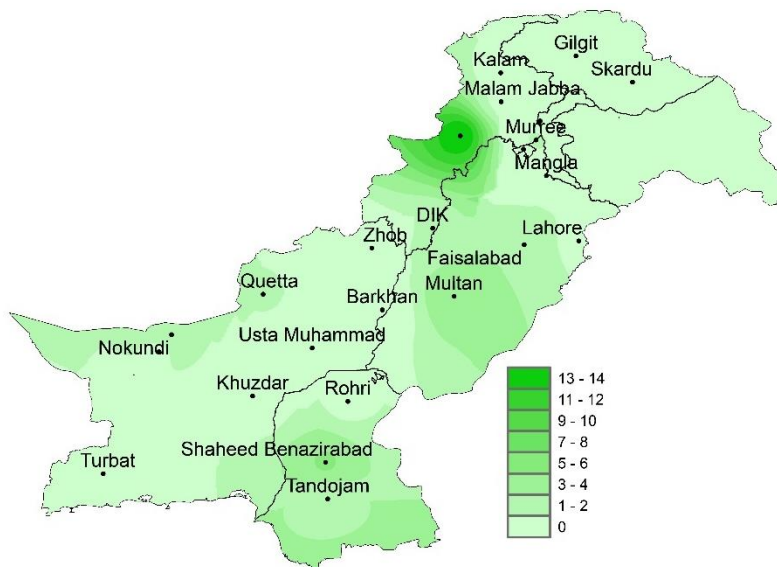 Gilgit
Kalam
Skardu
Malam Jabba
Murree
Mangla
DIK
Zhob
Lahore
Faisalabad
Quetta
Multan
Barkhan
Usta Muhammad
Nokundi
Khuzdar
Rohri
Shaheed Benazirabad
Turbat
Tandojam
13 - 14
11 - 12
9 - 10
7 - 8
5 - 6
3 - 4
1 - 2
0